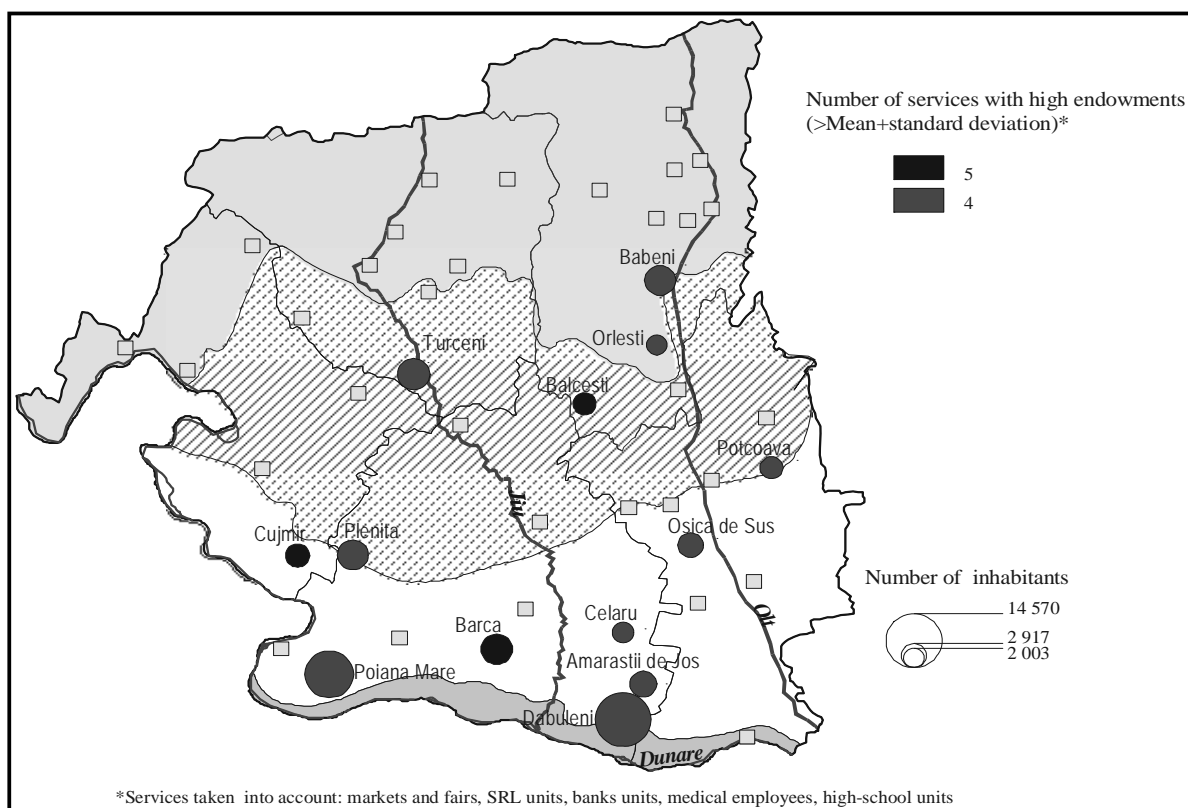 Number of services with high endowments
(>Mean+standard deviation)*
5
4
Babeni
Orlesti
Turceni
Balcesti
Potcoava
Jiu
Osica de Sus
Cujmir
Plenita
Number of inhabitants
14 570
2 917
2 003
Olt
Celaru
Barca
Amarastii de Jos
Poiana Mare
Dabuleni
Dunare
*Services taken into account: markets and fairs, SRL units, banks units, medical employees, high-school units